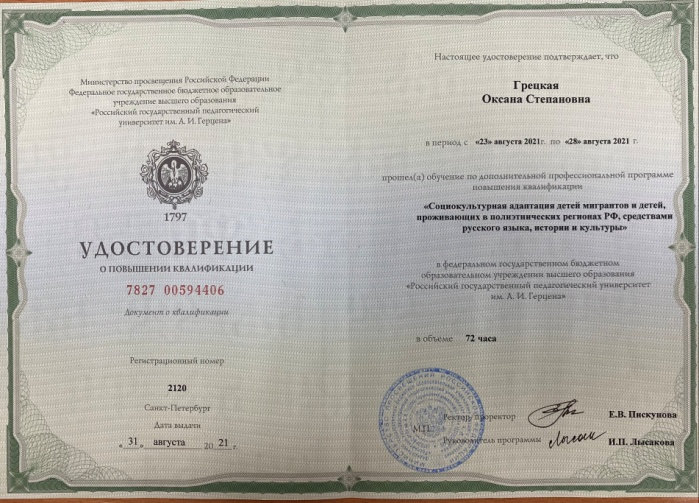 Министерство просвещения Российской Федерации
Федеральное государственное бюджетное образовательное
учреждение высшего образования
«Российский государственный педагогический
университет им. А. И. Герцена»
1797
УДОСТОВЕРЕНИЕ
О ПОВЫШЕНИИ КВАЛИФИКАЦИИ
7827 00594406
Документ о квалификации
Регистрационный номер
2120
Санкт-Петербург
Дата выдачи
« 31 » августа 20 21 г.
Настоящее удостоверение подтверждает, что
Грецкая
Оксана Степановна
в период с «23» августа 2021г. по «28» августа 2021 г.
прошел(а) обучение по дополнительной профессиональной программе
повышения квалификации
«Социокультурная адаптация детей мигрантов и детей,
проживающих в полиэтнических регионах РФ, средствами
русского языка, истории и культуры»
в федеральном государственном бюджетном
образовательном учреждении высшего образования
«Российский государственный педагогический университет
им. А. И. Герцена»
в объеме 72 часа
Ректор/проректор Е.В. Пискунова
М.П.
Руководитель программы И.П. Лысакова